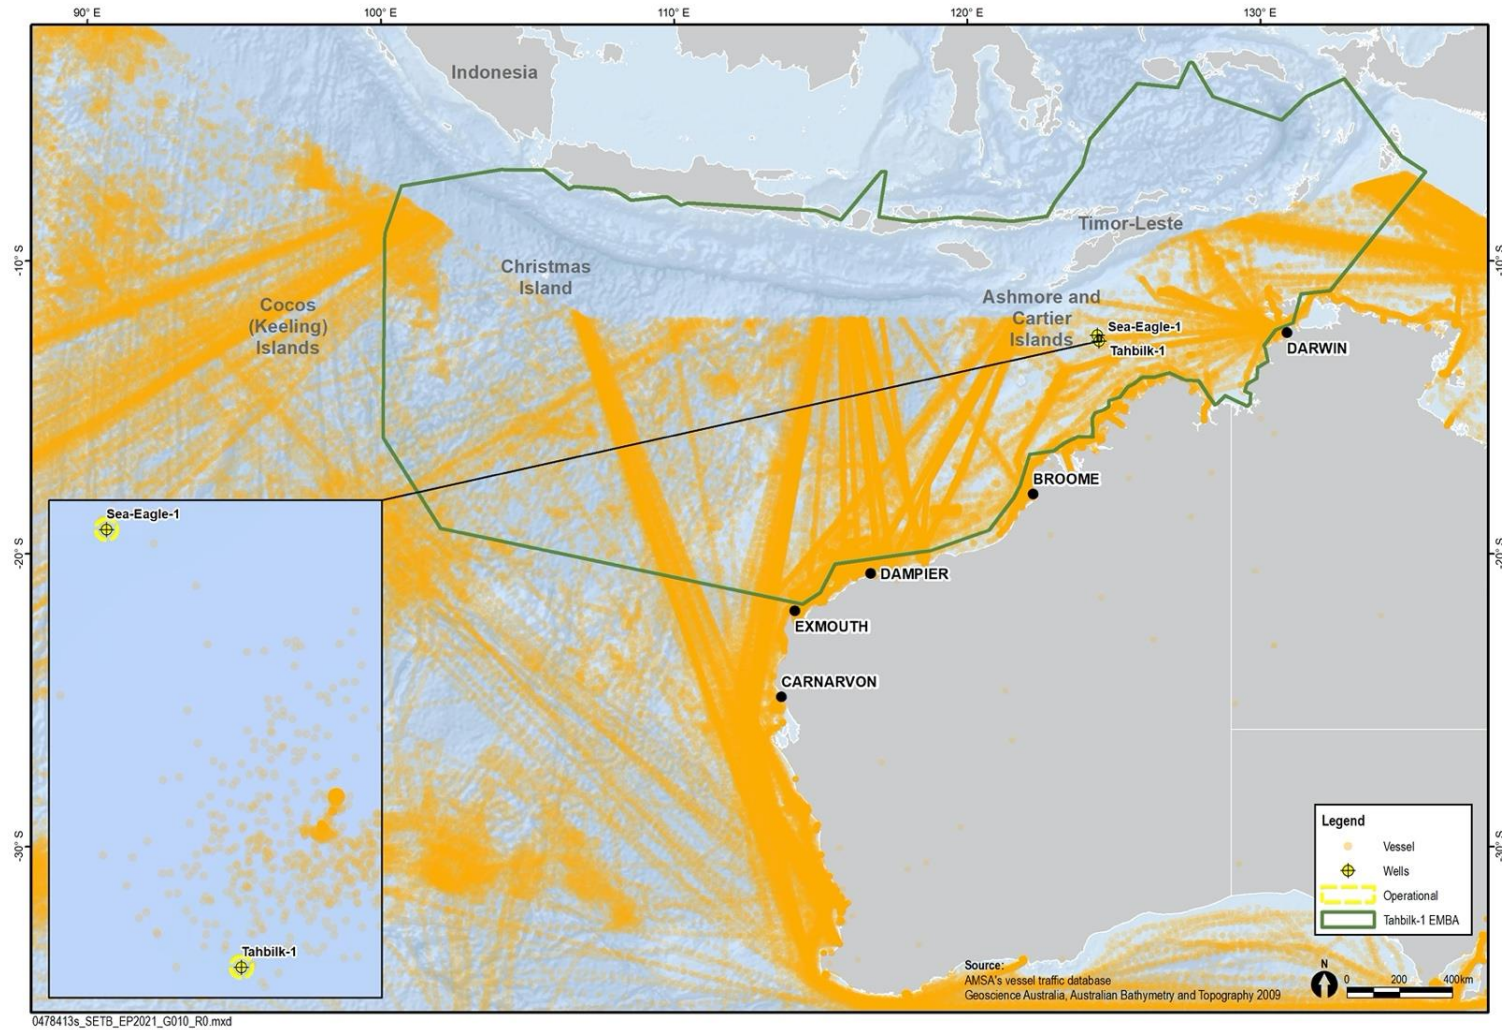 90° E
100° E
110° E
120° E
130° E
Indonesia
Timor-Leste
-10° S
-10° S
Christmas
Island
Cocos
(Keeling)
Islands
Ashmore and
Cartier
Islands
Sea-Eagle-1
Tahbilk-1
DARWIN
BROOME
Sea-Eagle-1
-20° S
-20° S
DAMPIER
EXMOUTH
CARNARVON
-30° S
-30° S
Legend
Vessel
Wells
Operational
Tahbilk-1 EMBA
Tahbilk-1
Source:
AMSA's vessel traffic database
Geoscience Australia, Australian Bathymetry and Topography 2009
N
0 200 400km
0478413s_SETB_EP2021_G010_R0.mxd